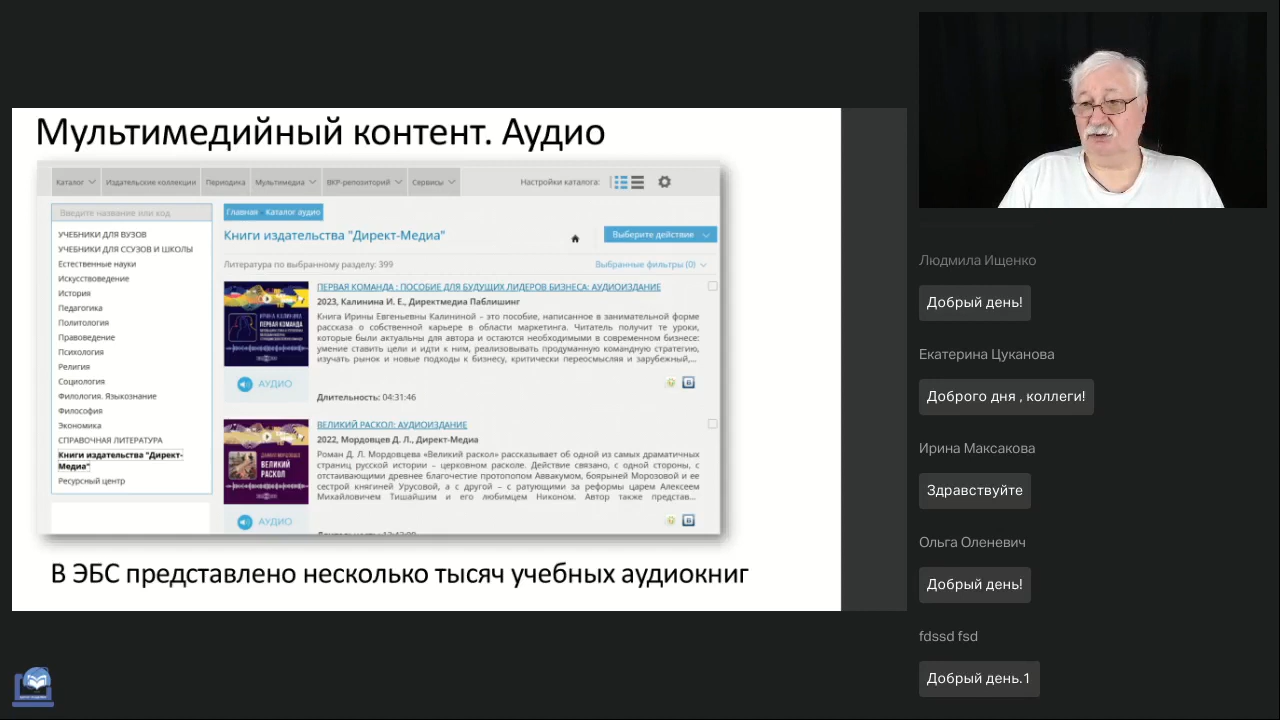 Мультимедийный контент. Аудио
Каталог
Издательские коллекции
Периодика
Мультимедиа
ВКР-репозиторий
Сервисы
Настройки каталога:
Введите название или код
УЧЕБНИКИ ДЛЯ ВУЗОВ
УЧЕБНИКИ ДЛЯ ССУЗОВ И ШКОЛЫ
Естественные науки
Искусствоведение
История
Педагогика
Политология
Правоведение
Психология
Религия
Социология
Филология. Языкознание
Философия
Экономика
СПРАВОЧНАЯ ЛИТЕРАТУРА
Книги издательства "Директ-
Медиа"
Ресурсный центр
Главная Каталог аудио
Книги издательства "Директ-Медиа"
Выберите действие
Литература по выбранному разделу: 399
Выбранные фильтры (0)
ПЕРВАЯ КОМАНДА : ПОСОБИЕ ДЛЯ БУДУЩИХ ЛИДЕРОВ БИЗНЕСА: АУДИОИЗДАНИЕ
2023, Калинина И. Е., Директмедиа Паблишинг
Книга Ирины Евгеньевны Калининой – это пособие, написанное в занимательной форме
рассказа о собственной карьере в области маркетинга. Читатель получит те уроки,
которые были актуальны для автора и остаются необходимыми в современном бизнесе:
умение ставить цели и идти к ним, реализовывать продуманную командную стратегию,
изучать рынок и новые подходы к бизнесу, критически переосмысляя и зарубежный,...
ПЕРВАЯ КОМАНДА
АУДИО
Длительность: 04:31:46
ВЕЛИКИЙ РАСКОЛ: АУДИОИЗДАНИЕ
2022, Мордовцев Д. Л., Директ-Медиа
Роман Д. Л. Мордовцева «Великий раскол» рассказывает об одной из самых драматичных
страниц русской истории – церковном расколе. Действие связано, с одной стороны, с
отстаивающими древнее благочестие протопопом Аввакумом, боярыней Морозовой и ее
сестрой княгиней Урусовой, а с другой – с ратующими за реформы царем Алексеем
Михайловичем Тишайшим и его любимцем Никоном. Автор также представ...
ВЕЛИКИЙ
РАСКОЛ
АУДИО
В ЭБС представлено несколько тысяч учебных аудиокниг
Людмила Ищенко
Добрый день!
Екатерина Цуканова
Доброго дня , коллеги!
Ирина Максакова
Здравствуйте
Ольга Оленевич
Добрый день!
fdssd fsd
Добрый день.1